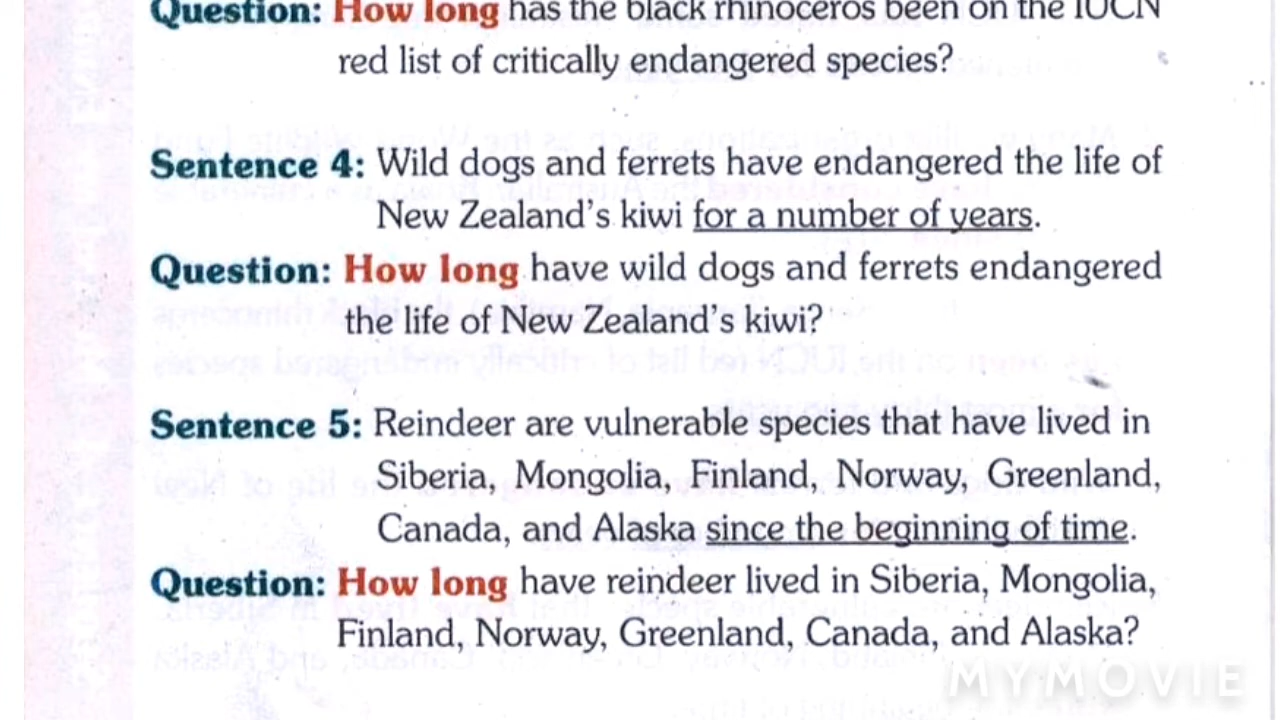 Question: How long has the black rhinoceros been on the IUCN
red list of critically endangered species?
Sentence 4: Wild dogs and ferrets have endangered the life of
New Zealand's kiwi for a number of years.
Question: How long have wild dogs and ferrets endangered
the life of New Zealand's kiwi?
Sentence 5: Reindeer are vulnerable species that have lived in
Siberia, Mongolia, Finland, Norway, Greenland,
Canada, and Alaska since the beginning of time.
Question: How long have reindeer lived in Siberia, Mongolia,
Finland, Norway, Greenland, Canada, and Alaska?
MYMOVIE